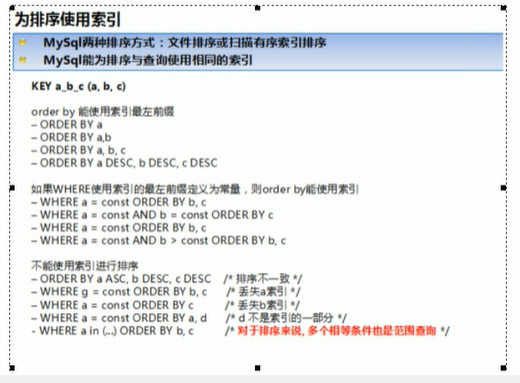 为排序使用索引
MySql两种排序方式：文件排序或扫描有序索引排序
MySql能为排序与查询使用相同的索引
KEY a_b_c (a, b, c)
order by 能使用索引最左前缀
– ORDER BY a
– ORDER BY a,b
– ORDER BY a, b, c
– ORDER BY a DESC, b DESC, c DESC
如果WHERE使用索引的最左前缀定义为常量，则order by能使用索引
– WHERE a = const ORDER BY b, c
– WHERE a = const AND b = const ORDER BY c
– WHERE a = const ORDER BY b, c
– WHERE a = const AND b > const ORDER BY b, c
不能使用索引进行排序
– ORDER BY a ASC, b DESC, c DESC /* 排序不一致 */
– WHERE g = const ORDER BY b, c /* 丢失a索引 */
– WHERE a = const ORDER BY c /* 丢失b索引 */
– WHERE a = const ORDER BY a, d /* d 不是索引的一部分 */
- WHERE a in (...) ORDER BY b, c /* 对于排序来说, 多个相等条件也是范围查询 */